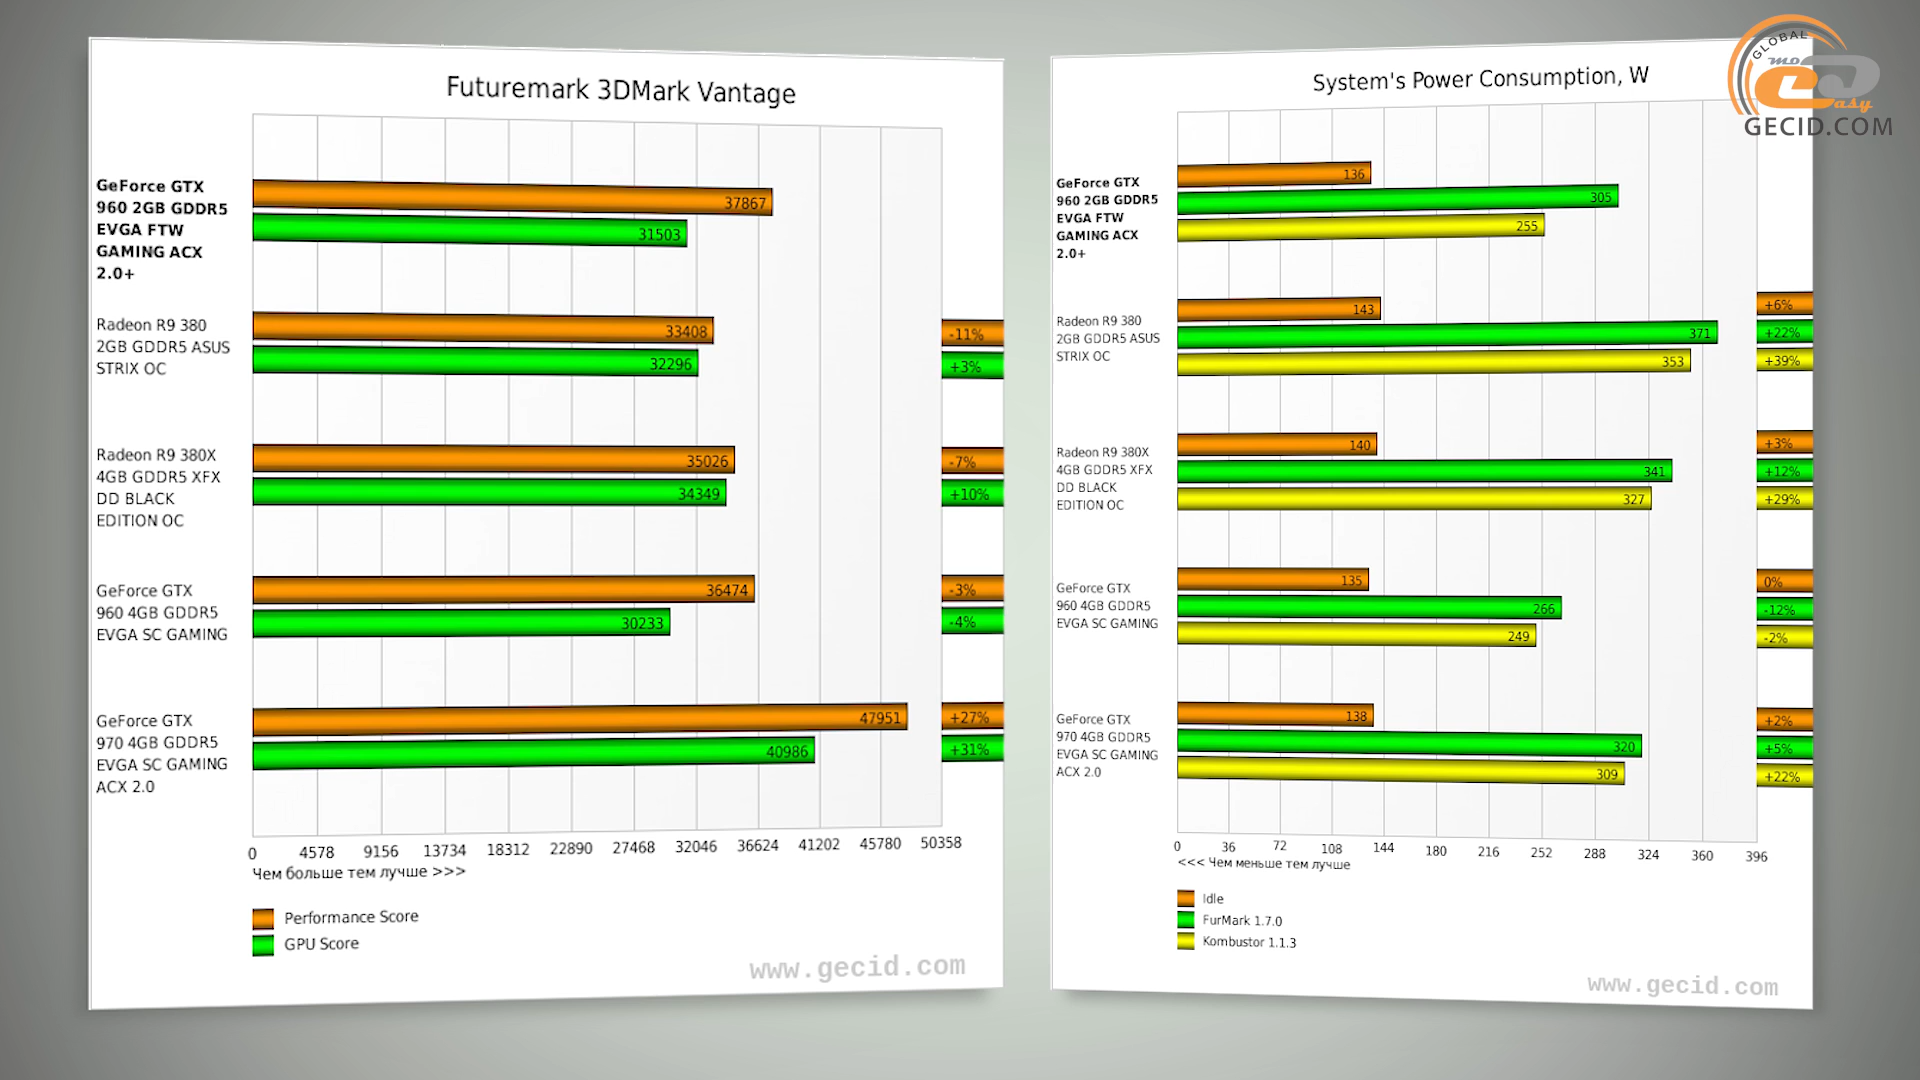 Futuremark 3DMark Vantage
GeForce GTX
960 2GB GDDR5
EVGA FTW
GAMING ACX
2.0+
37867
31503
Radeon R9 380
2GB GDDR5 ASUS
STRIX OC
33408
32296
-11%
+3%
Radeon R9 380X
4GB GDDR5 XFX
DD BLACK
EDITION OC
35026
34349
-7%
+10%
GeForce GTX
960 4GB GDDR5
EVGA SC GAMING
36474
30233
-3%
-4%
GeForce GTX
970 4GB GDDR5
EVGA SC GAMING
ACX 2.0
47951
40986
+27%
+31%
0 4578 9156 13734 18312 22890 27468 32046 36624 41202 45780 50358
Чем больше тем лучше >>>
Performance Score
GPU Score
www.gecid.com
System's Power Consumption, W
GeForce GTX
960 2GB GDDR5
EVGA FTW
GAMING ACX
2.0+
136
305
255
Radeon R9 380
2GB GDDR5 ASUS
STRIX OC
143
371
353
+6%
+22%
+39%
Radeon R9 380X
4GB GDDR5 XFX
DD BLACK
EDITION OC
140
341
327
+3%
+12%
+29%
GeForce GTX
960 4GB GDDR5
EVGA SC GAMING
135
266
249
0%
-12%
-2%
GeForce GTX
970 4GB GDDR5
EVGA SC GAMING
ACX 2.0
138
320
309
+2%
+5%
+22%
0 36 72 108 144 180 216 252 288 324 360 396
<<< Чем меньше тем лучше
Idle
FurMark 1.7.0
Kombustor 1.1.3
www.gecid.com
GLOBAL
mo
easy
GECID.COM